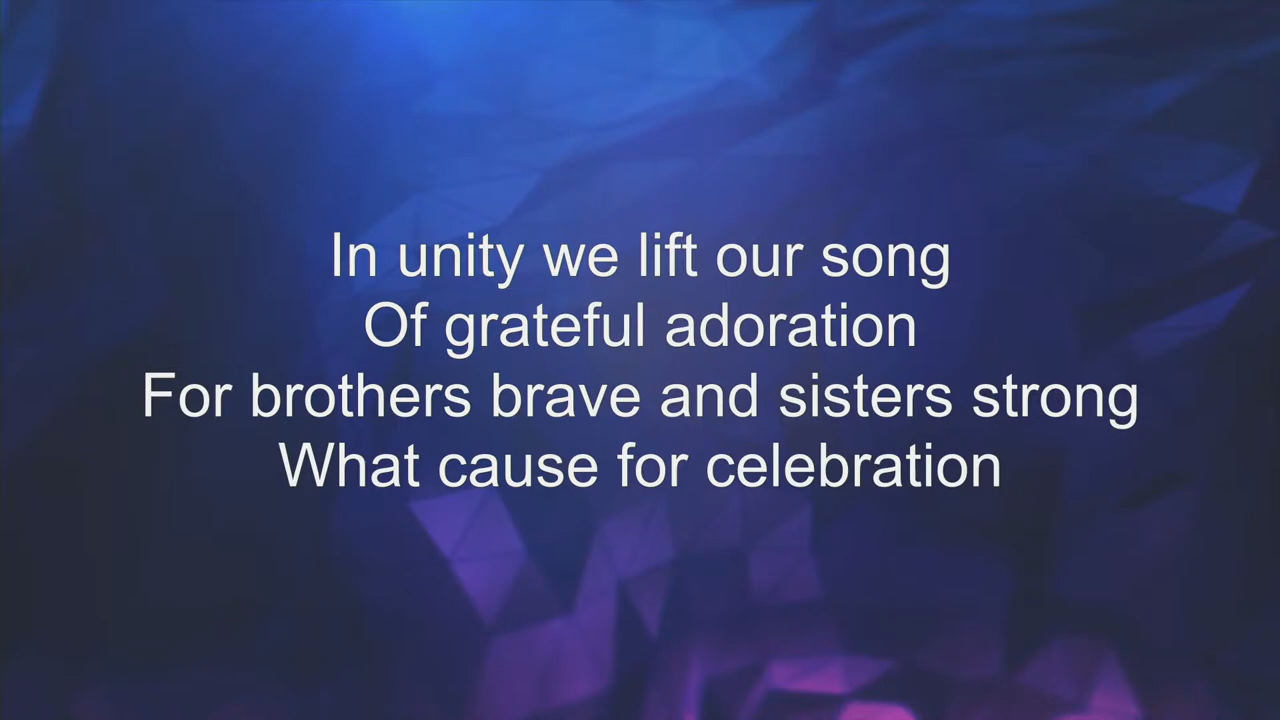 In unity we lift our song
Of grateful adoration
For brothers brave and sisters strong
What cause for celebration